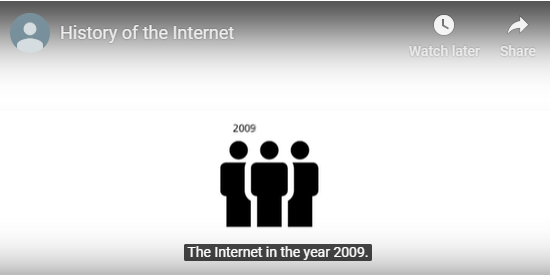 History of the Internet
Watch later
Share
2009
The Internet in the year 2009.